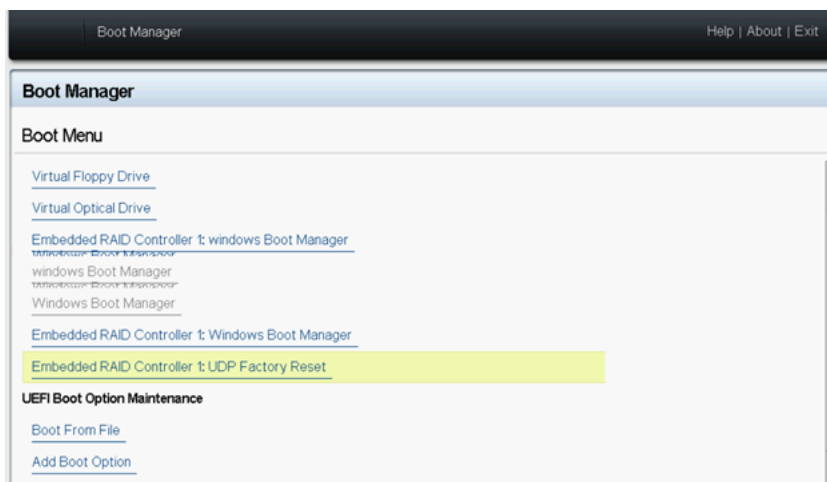 Boot Manager
Help | About | Exit
Boot Manager
Boot Menu
Virtual Floppy Drive
Virtual Optical Drive
Embedded RAID Controller 1: windows Boot Manager
windows Boot Manager
Windows Boot Manager
Embedded RAID Controller 1: Windows Boot Manager
Embedded RAID Controller 1: UDP Factory Reset
UEFI Boot Option Maintenance
Boot From File
Add Boot Option